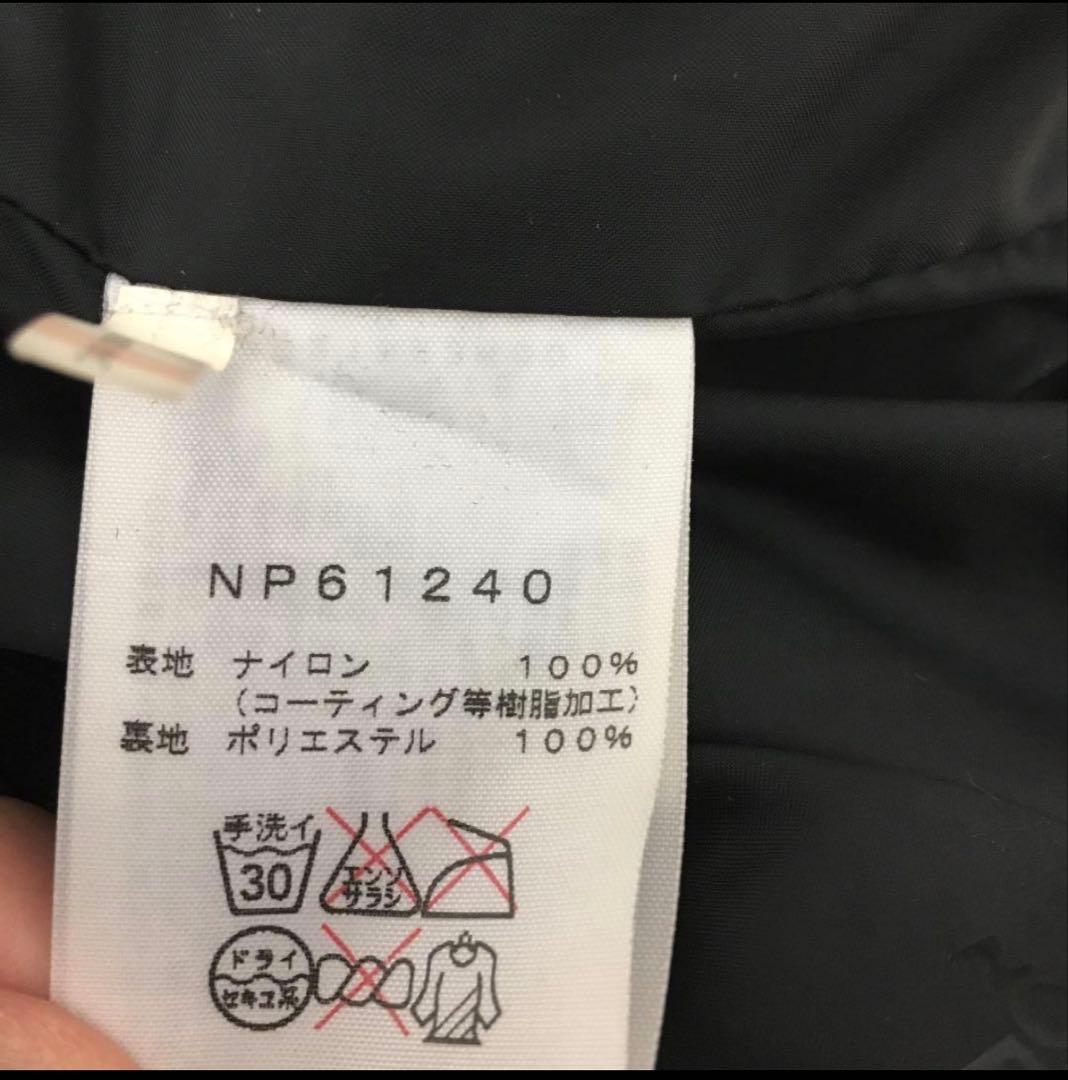 NP61240
表地 ナイロン 100%
(コーティング等樹脂加工)
裏地 ポリエステル 100%
手洗イ
30
エンソ
サラシ
ドライ
セキユ系